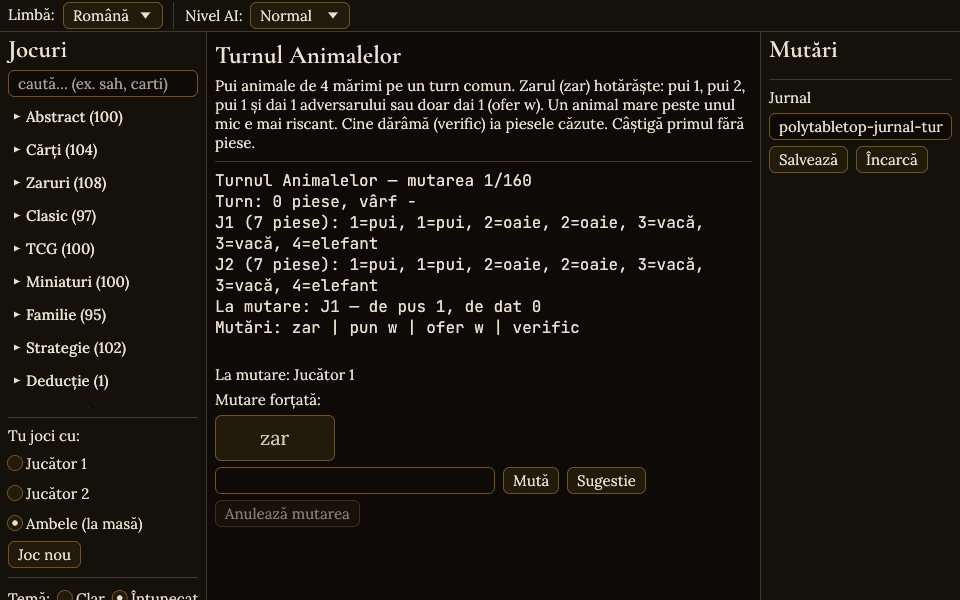 Limbă: Română ▼ Nivel AI: Normal ▼
Jocuri
caută... (ex. sah, carti)
▸ Abstract (100)
▸ Cărți (104)
▸ Zaruri (108)
▸ Clasic (97)
▸ TCG (100)
▸ Miniaturi (100)
▸ Familie (95)
▸ Strategie (102)
▸ Deducție (1)
Tu joci cu:
Jucător 1
Jucător 2
Ambele (la masă)
Joc nou
Temă: Clar Întunecat
Turnul Animalelor
Pui animale de 4 mărimi pe un turn comun. Zarul (zar) hotărăște: pui 1, pui 2,
pui 1 și dai 1 adversarului sau doar dai 1 (ofer w). Un animal mare peste unul
mic e mai riscant. Cine dărâmă (verific) ia piesele căzute. Câștigă primul fără
piese.
Turnul Animalelor — mutarea 1/160
Turn: 0 piese, vârf -
J1 (7 piese): 1=pui, 1=pui, 2=oaie, 2=oaie, 3=vacă,
3=vacă, 4=elefant
J2 (7 piese): 1=pui, 1=pui, 2=oaie, 2=oaie, 3=vacă,
3=vacă, 4=elefant
La mutare: J1 — de pus 1, de dat 0
Mutări: zar | pun w | ofer w | verific
La mutare: Jucător 1
Mutare forțată:
zar
Mută Sugestie
Anulează mutarea
Mutări
Jurnal
polytabletop-jurnal-tur
Salvează Încarcă